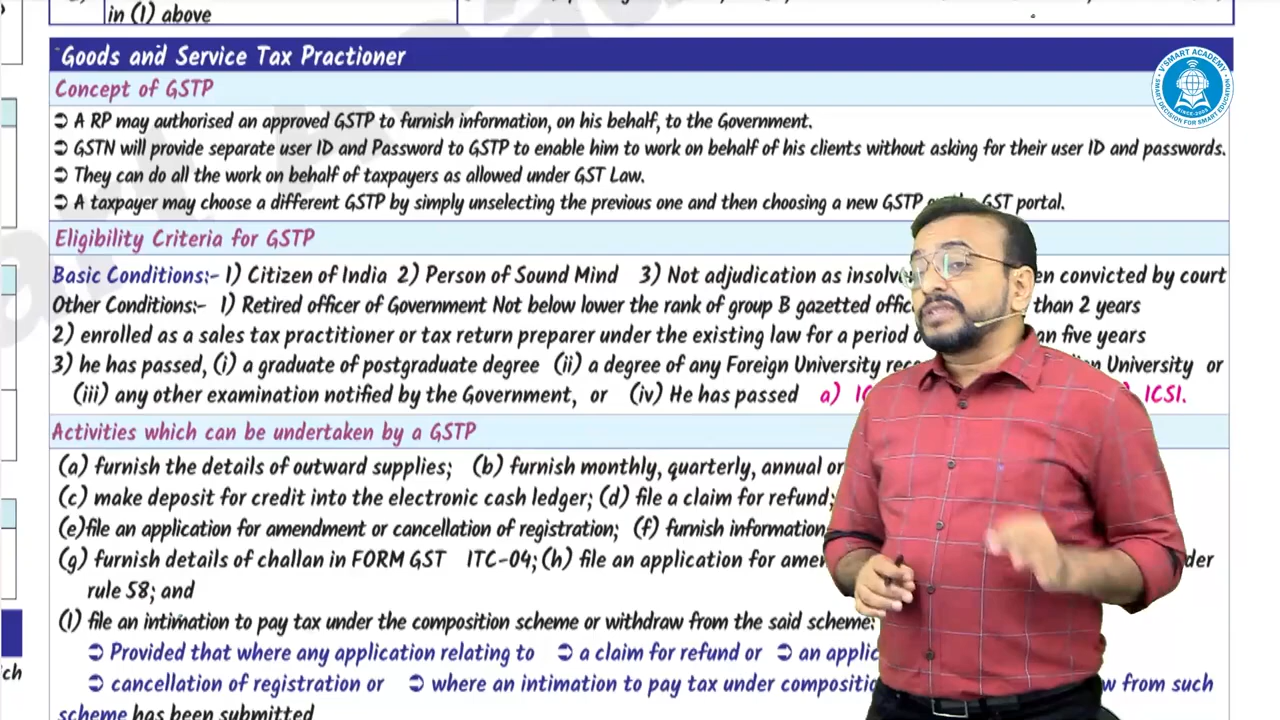 in (1) above
Goods and Service Tax Practioner
Concept of GSTP
➲ A RP may authorised an approved GSTP to furnish information, on his behalf, to the Government.
➲ GSTN will provide separate user ID and Password to GSTP to enable him to work on behalf of his clients without asking for their user ID and passwords.
➲ They can do all the work on behalf of taxpayers as allowed under GST Law.
➲ A taxpayer may choose a different GSTP by simply unselecting the previous one and then choosing a new GSTP GST portal.
Eligibility Criteria for GSTP
Basic Conditions:- 1) Citizen of India 2) Person of Sound Mind 3) Not adjudication as convicted by court
Other Conditions:- 1) Retired officer of Government Not below lower the rank of group B gazetted than 2 years
2) enrolled as a sales tax practitioner or tax return preparer under the existing law for a period five years
3) he has passed, (i) a graduate of postgraduate degree (ii) a degree of any Foreign University University or
(iii) any other examination notified by the Government, or (iv) He has passed a) ICSI.
Activities which can be undertaken by a GSTP
(a) furnish the details of outward supplies; (b) furnish monthly, quarterly, annual or
(c) make deposit for credit into the electronic cash ledger; (d) file a claim for refund;
(e)file an application for amendment or cancellation of registration; (f) furnish information
(g) furnish details of challan in FORM GST ITC-04; (h) file an application for
rule 58; and
(l) file an intimation to pay tax under the composition scheme or withdraw from the said scheme:
➲ Provided that where any application relating to ➲ a claim for refund or ➲ an
➲ cancellation of registration or ➲ where an intimation to pay tax under from such
scheme has been submitted
V'SMART ACADEMY
SMART DECISION FOR SMART EDUCATION